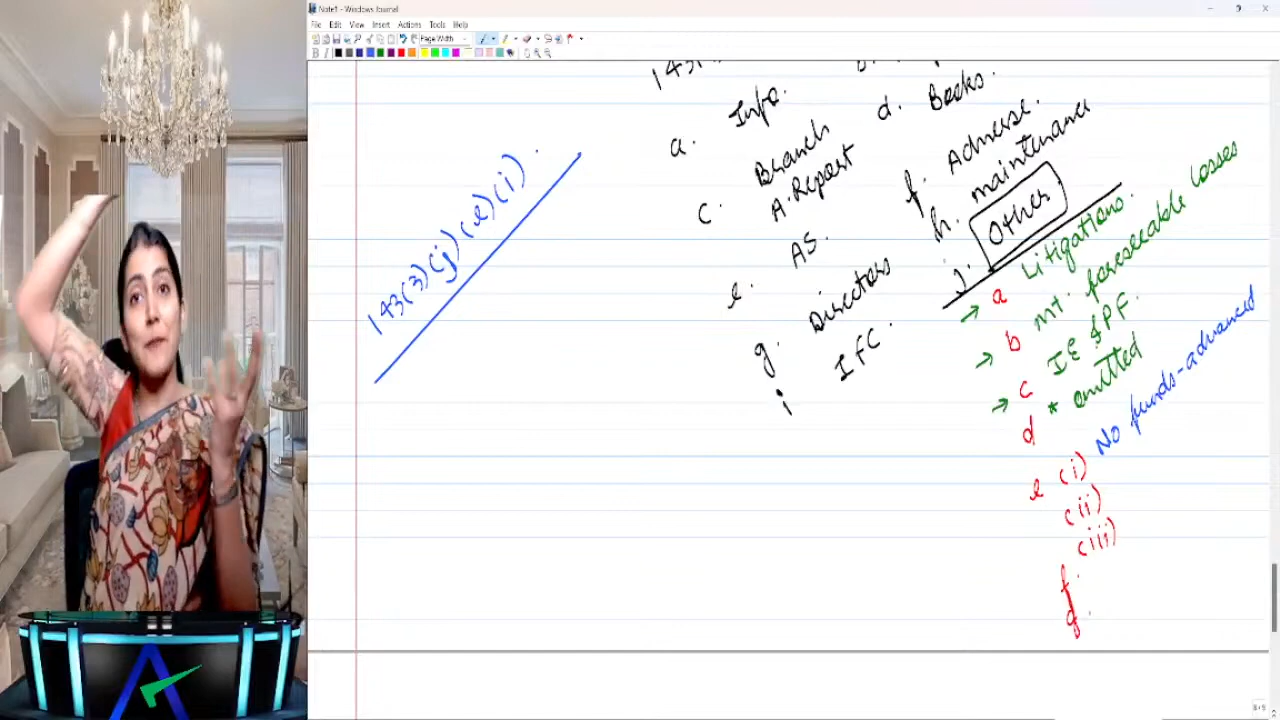 Note1 - Windows Journal
File Edit View Insert Actions Tools Help
Page Width
143(3)(j)(e)(i).
a. Info.
d. Books.
c. Branch
A. Report
f. Adverse.
e. AS.
h. maintenance
g. Directors
j. Other
i IFC.
→ a Litigations.
→ b Mt. foreseeable losses
→ c IE & PF.
d * omitted
e (i) No funds-advanced
(ii)
(iii)
f.
g.